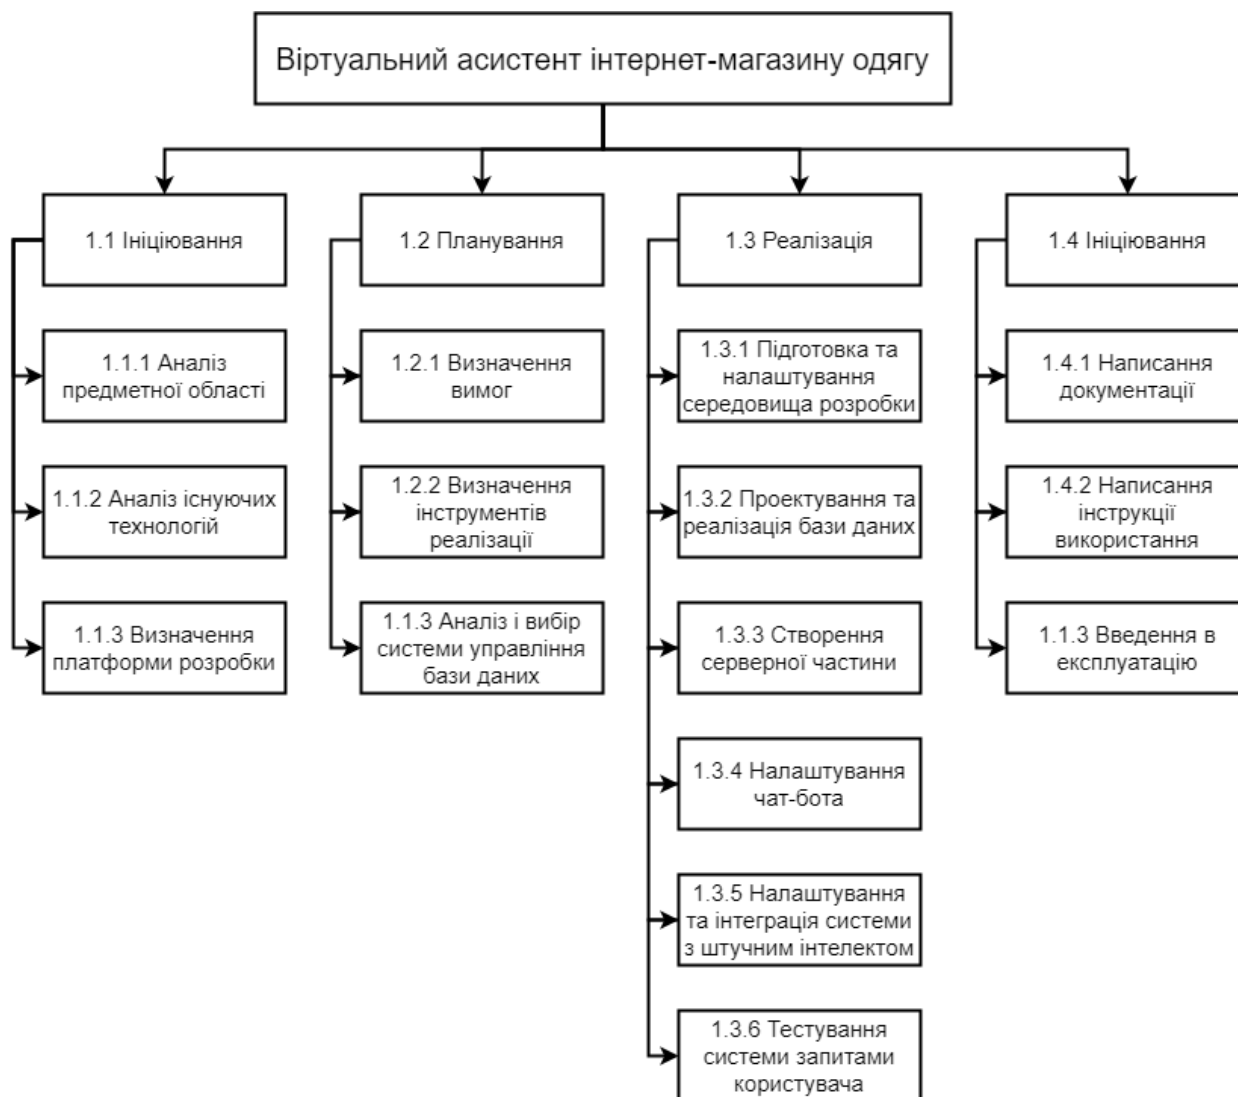 Віртуальний асистент інтернет-магазину одягу
1.1 Ініціювання
1.2 Планування
1.3 Реалізація
1.4 Ініціювання
1.1.1 Аналіз
предметної області
1.2.1 Визначення
вимог
1.3.1 Підготовка та
налаштування
середовища розробки
1.4.1 Написання
документації
1.1.2 Аналіз існуючих
технологій
1.2.2 Визначення
інструментів
реалізації
1.3.2 Проектування та
реалізація бази даних
1.4.2 Написання
інструкції
використання
1.1.3 Визначення
платформи розробки
1.1.3 Аналіз і вибір
системи управління
бази даних
1.3.3 Створення
серверної частини
1.1.3 Введення в
експлуатацію
1.3.4 Налаштування
чат-бота
1.3.5 Налаштування
та інтеграція системи
з штучним інтелектом
1.3.6 Тестування
системи запитами
користувача